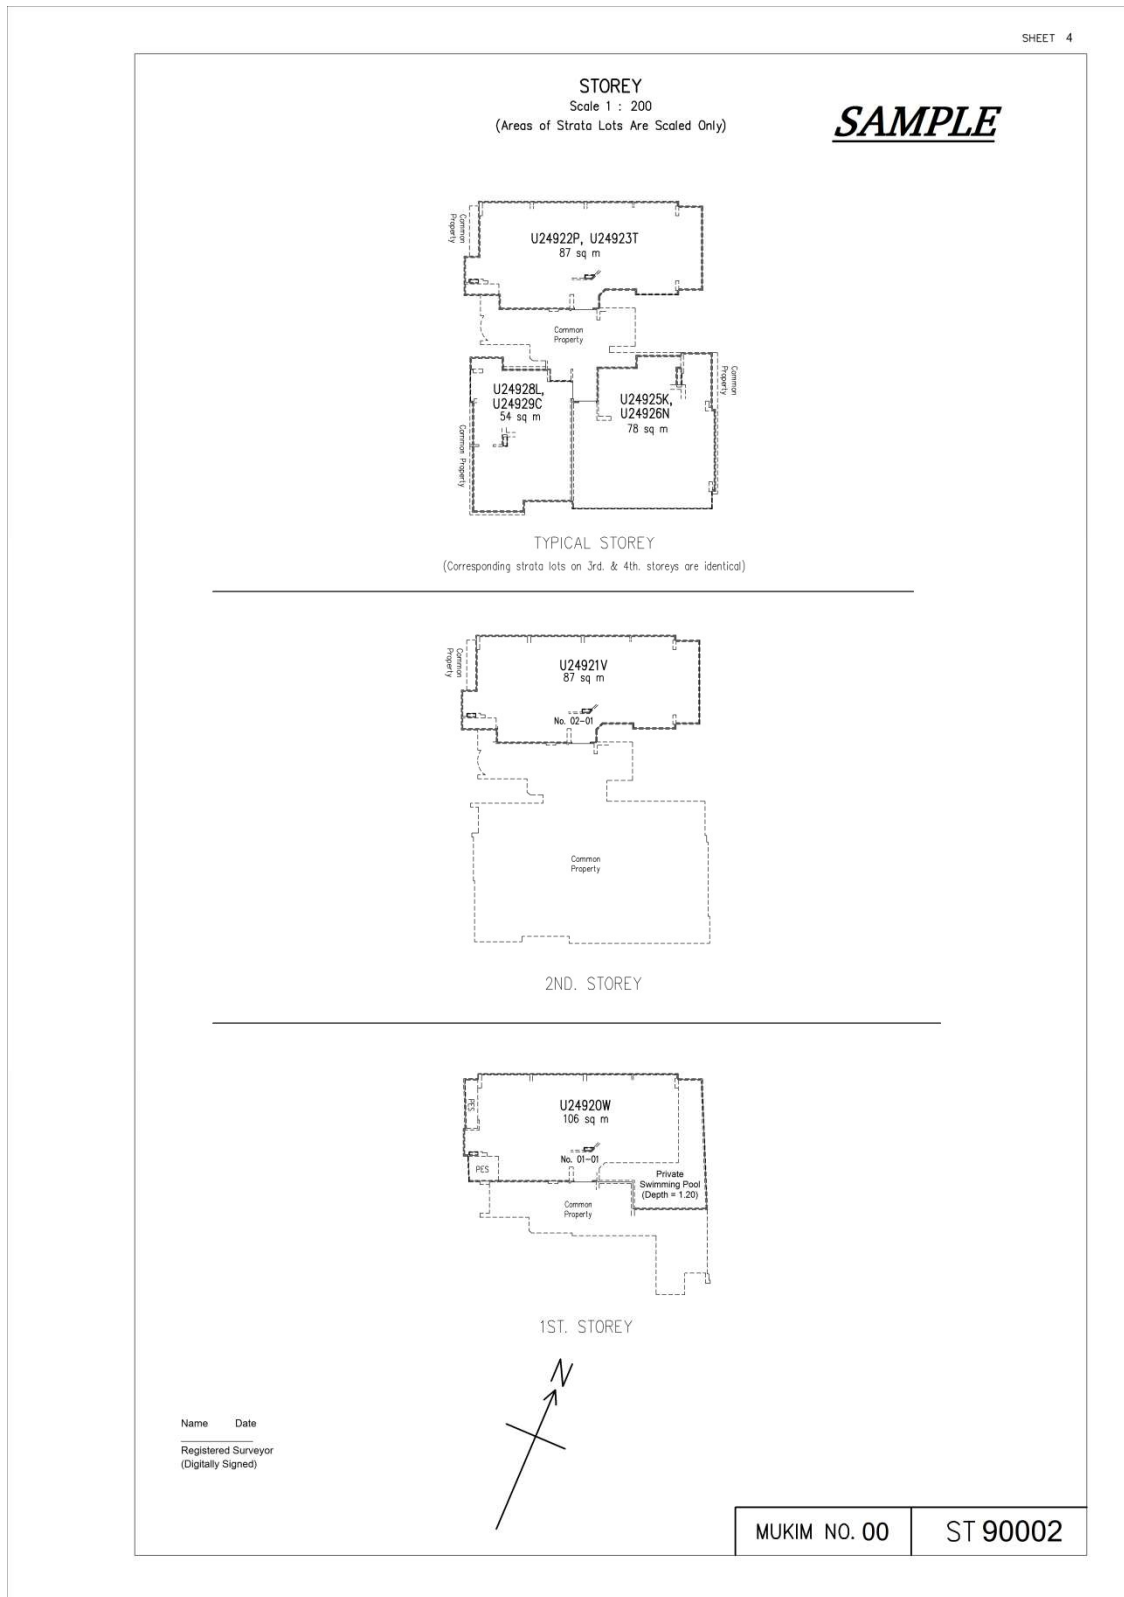 SHEET 4
STOREY
Scale 1 : 200
(Areas of Strata Lots Are Scaled Only)
SAMPLE
Common
Property
U24922P, U24923T
87 sq m
Common
Property
Common
Property
U24928L,
U24929C
54 sq m
U24925K,
U24926N
78 sq m
Common Property
TYPICAL STOREY
(Corresponding strata lots on 3rd. & 4th. storeys are identical)
Common
Property
U24921V
87 sq m
No. 02-01
Common
Property
2ND. STOREY
PES
U24920W
106 sq m
No. 01-01
PES
Private
Swimming Pool
(Depth = 1.20)
Common
Property
1ST. STOREY
N
Name Date
Registered Surveyor
(Digitally Signed)
MUKIM NO. 00
ST 90002